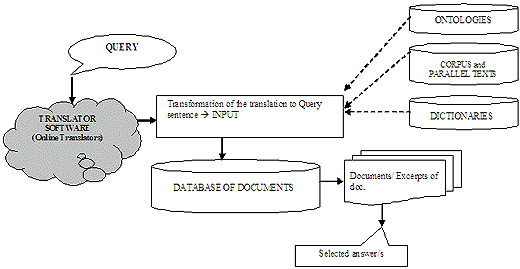 QUERY
TRANSLATOR
SOFTWARE
(Online Translators)
Transformation of the translation to Query
sentence → INPUT
ONTOLOGIES
CORPUS and
PARALLEL TEXTS
DICTIONARIES
DATABASE OF DOCUMENTS
Documents/ Excerpts of
doc.
Selected answer/s